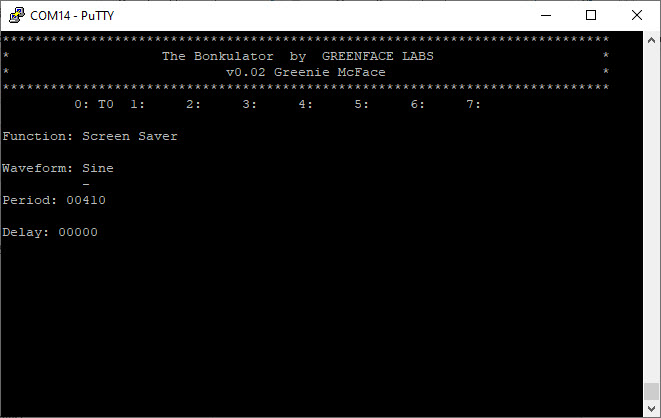 COM14 - PuTTY
****************************************************************************
* The Bonkulator by GREENFACE LABS *
* v0.02 Greenie McFace *
****************************************************************************
0: T0 1: 2: 3: 4: 5: 6: 7:
Function: Screen Saver
Waveform: Sine
–
Period: 00410
Delay: 00000